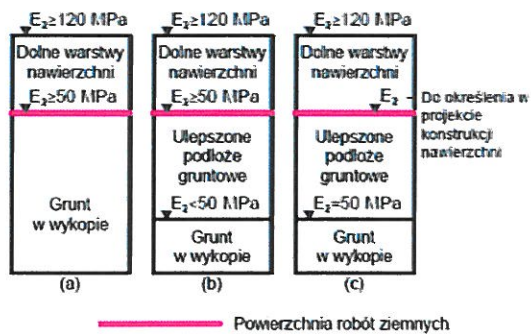 E₂≥120 MPa
Dolne warstwy
nawierzchni
E₂≥50 MPa
Grunt
w wykopie
(a)
E₂≥120 MPa
Dolne warstwy
nawierzchni
E₂≥50 MPa
Ulepszone
podłoże
gruntowe
E₂<50 MPa
Grunt
w wykopie
(b)
E₂≥120 MPa
Dolne warstwy
nawierzchni
E₂ - Do określenia w
projekcie
konstrukcji
nawierzchni
Ulepszone
podłoże
gruntowe
E₂=50 MPa
Grunt
w wykopie
(c)
Powierzchnia robót ziemnych